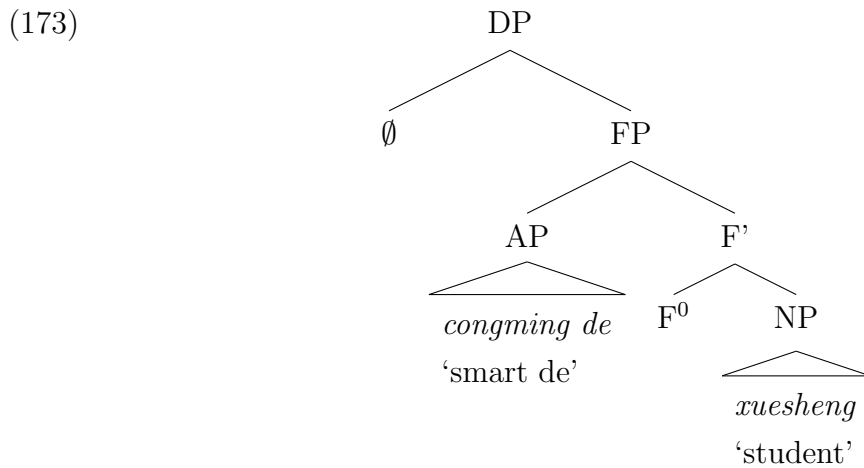 (173)
DP
∅ FP
AP F’
congming de F⁰ NP
‘smart de’
xuesheng
‘student’